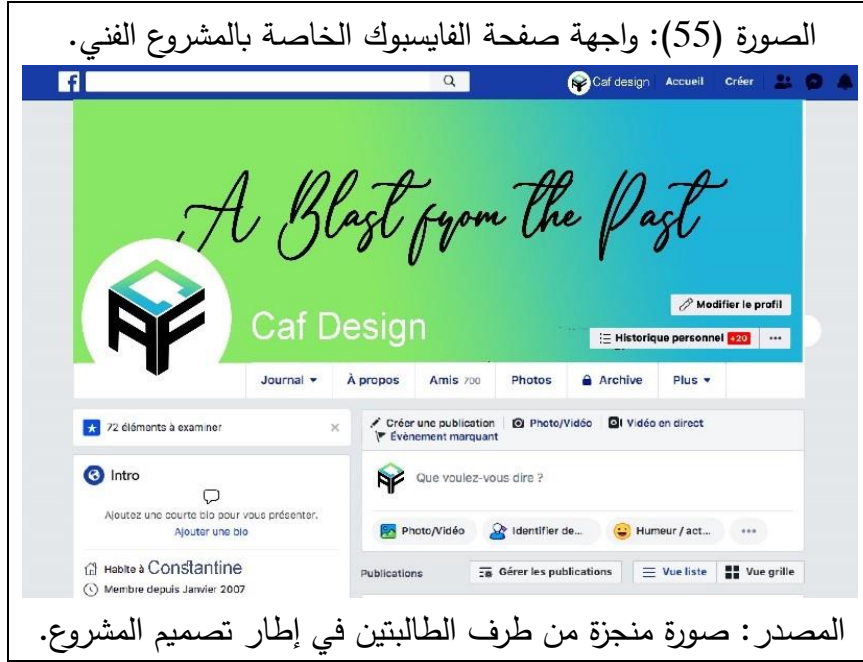 الصورة (55): واجهة صفحة الفايسبوك الخاصة بالمشروع الفني.
f Caf design Accueil Créer
A Blast from the Past
Caf Design
Modifier le profil
Historique personnel +20 ...
Journal À propos Amis 700 Photos Archive Plus
72 éléments à examiner ×
Créer une publication Photo/Vidéo Vidéo en direct
Évènement marquant
Intro
Que voulez-vous dire ?
Ajoutez une courte bio pour vous présenter.
Ajouter une bio
Photo/Vidéo Identifier de... Humeur / act... ...
Habite à Constantine
Membre depuis Janvier 2007
Publications Gérer les publications Vue liste Vue grille
المصدر: صورة منجزة من طرف الطالبتين في إطار تصميم المشروع.